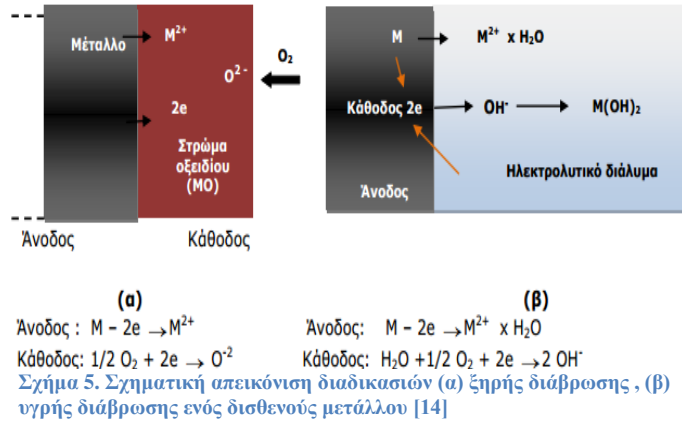 Μέταλλο
M²⁺
O²⁻
O₂
2e
Στρώμα
οξειδίου
(MO)
Άνοδος
Κάθοδος
M
M²⁺ x H₂O
Κάθοδος 2e
OH⁻
M(OH)₂
Ηλεκτρολυτικό διάλυμα
Άνοδος
(α)
Άνοδος : M – 2e → M²⁺
Κάθοδος: 1/2 O₂ + 2e → O⁻²
(β)
Άνοδος: M – 2e → M²⁺ x H₂O
Κάθοδος: H₂O +1/2 O₂ + 2e → 2 OH⁻
Σχήμα 5. Σχηματική απεικόνιση διαδικασιών (α) ξηρής διάβρωσης , (β)
υγρής διάβρωσης ενός δισθενούς μετάλλου [14]